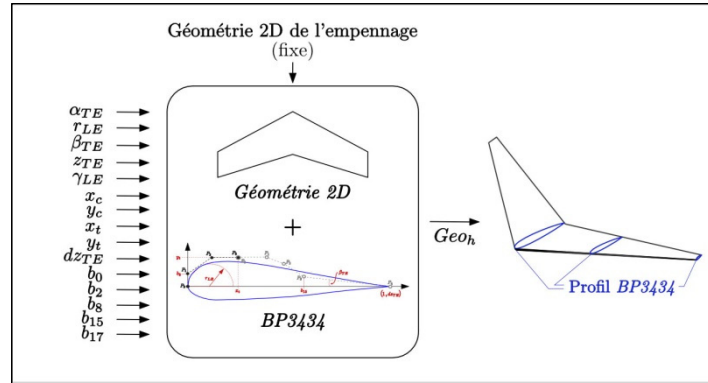 Géométrie 2D de l'empennage
(fixe)
α_TE
r_LE
β_TE
z_TE
γ_LE
x_c
y_c
x_t
y_t
dz_TE
b_0
b_2
b_8
b_15
b_17
Géométrie 2D
+
BP3434
Geo_h
Profil BP3434